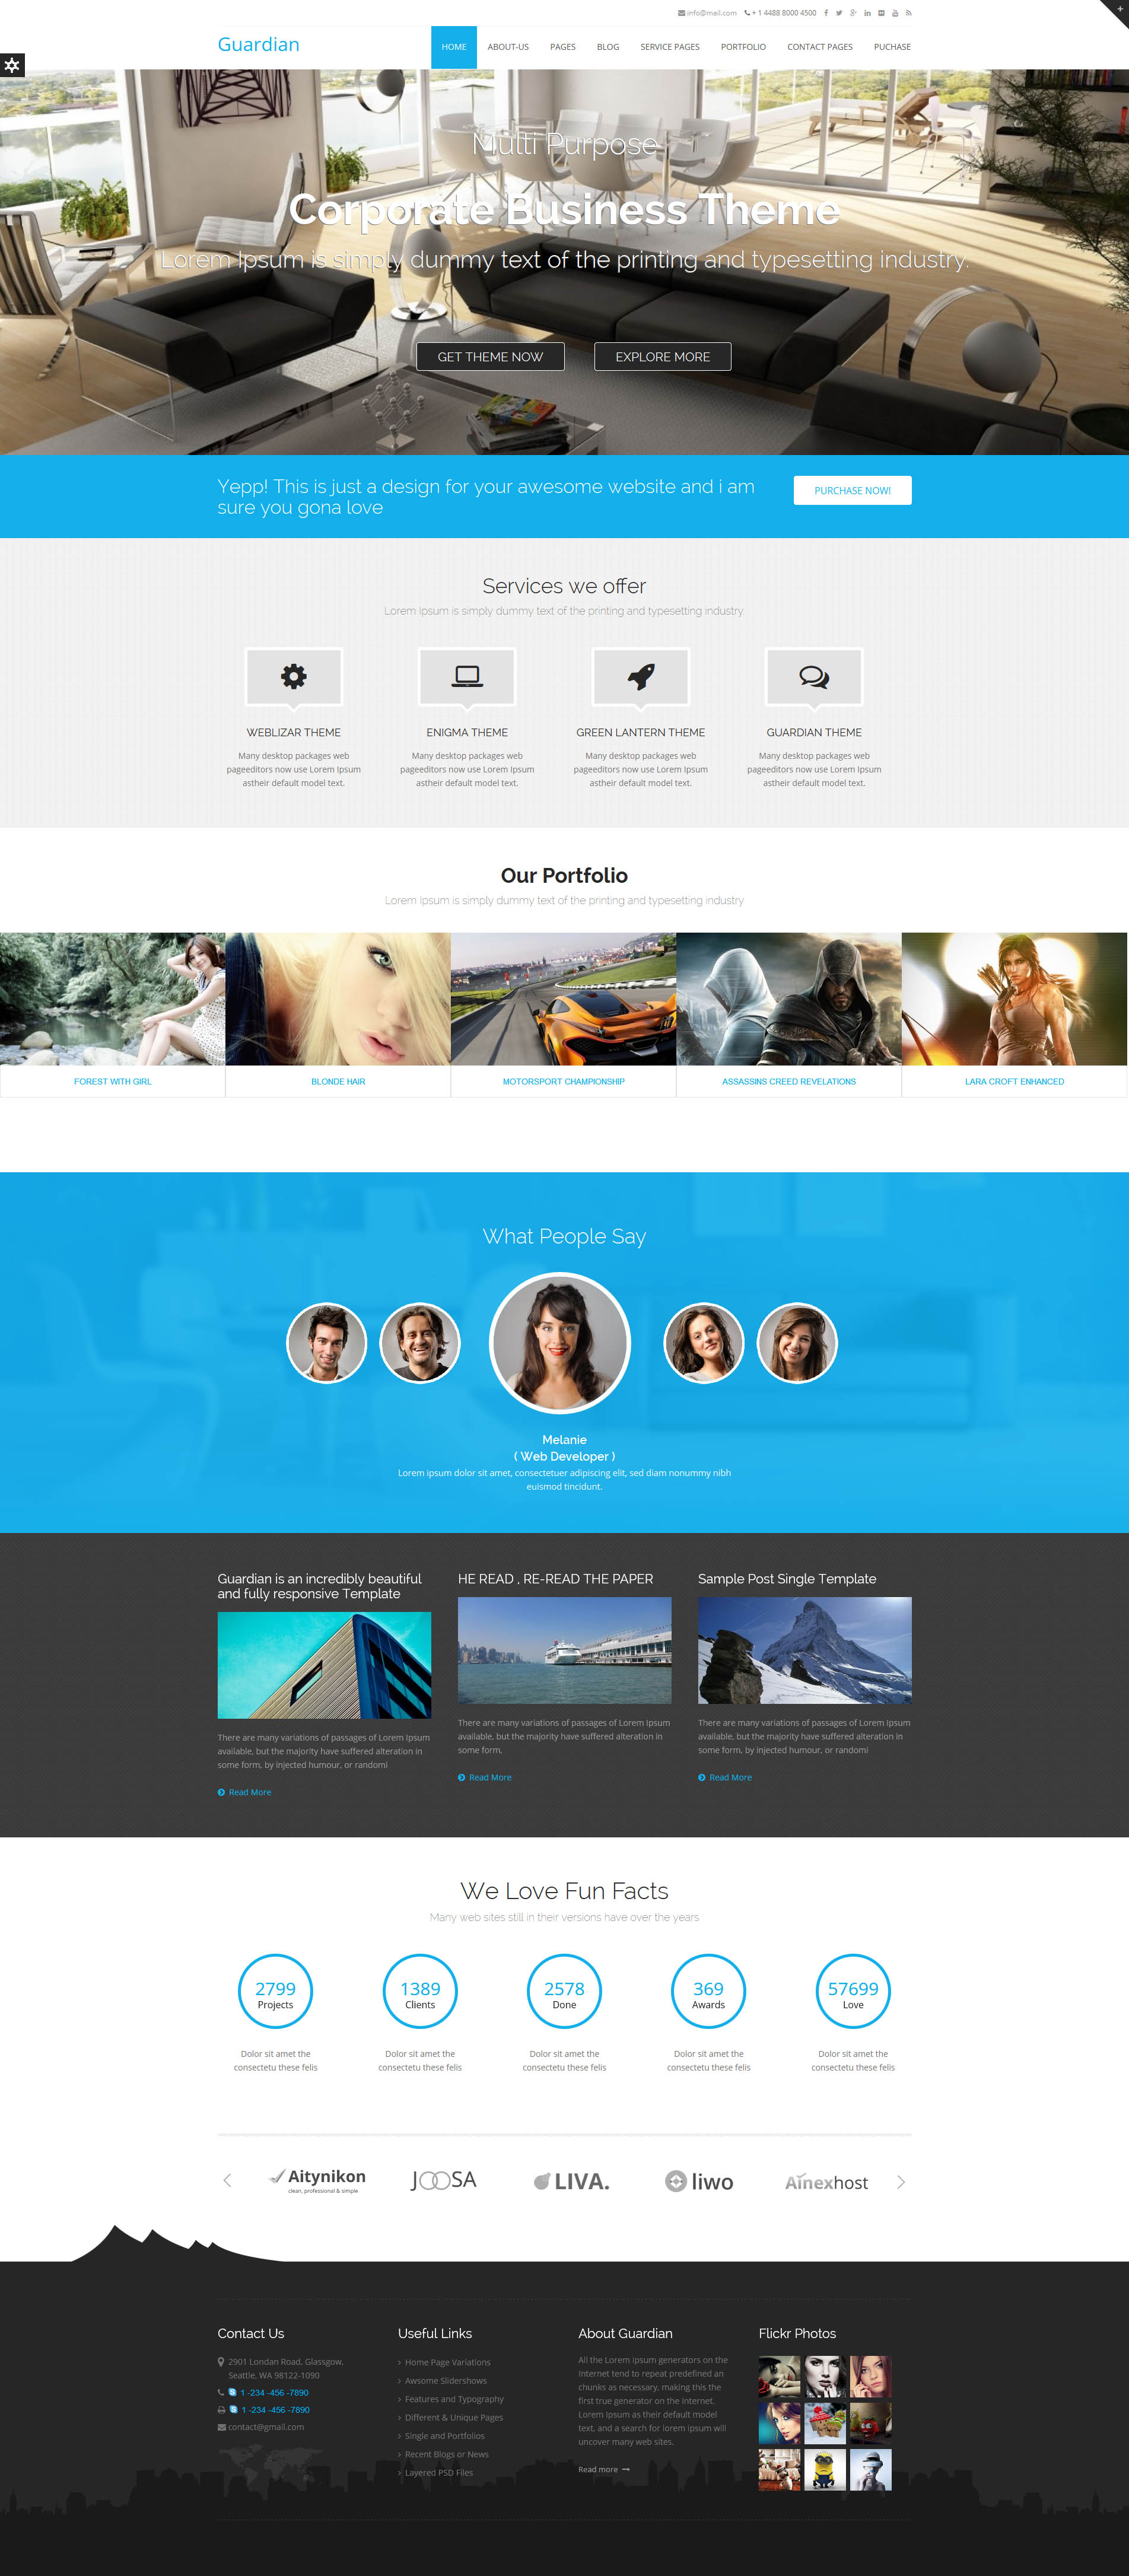 info@mail.com + 1 4488 8000 4500
Guardian
HOME ABOUT-US PAGES BLOG SERVICE PAGES PORTFOLIO CONTACT PAGES PUCHASE
Multi Purpose
Corporate Business Theme
Lorem Ipsum is simply dummy text of the printing and typesetting industry.
GET THEME NOW EXPLORE MORE
Yepp! This is just a design for your awesome website and i am
sure you gona love
PURCHASE NOW!
Services we offer
Lorem Ipsum is simply dummy text of the printing and typesetting industry
WEBLIZAR THEME
Many desktop packages web
pageeditors now use Lorem Ipsum
astheir default model text.
ENIGMA THEME
Many desktop packages web
pageeditors now use Lorem Ipsum
astheir default model text.
GREEN LANTERN THEME
Many desktop packages web
pageeditors now use Lorem Ipsum
astheir default model text.
GUARDIAN THEME
Many desktop packages web
pageeditors now use Lorem Ipsum
astheir default model text.
Our Portfolio
Lorem Ipsum is simply dummy text of the printing and typesetting industry
FOREST WITH GIRL
BLONDE HAIR
MOTORSPORT CHAMPIONSHIP
ASSASSINS CREED REVELATIONS
LARA CROFT ENHANCED
What People Say
Melanie
( Web Developer )
Lorem ipsum dolor sit amet, consectetuer adipiscing elit, sed diam nonummy nibh
euismod tincidunt.
Guardian is an incredibly beautiful
and fully responsive Template
There are many variations of passages of Lorem Ipsum
available, but the majority have suffered alteration in
some form, by injected humour, or randomi
Read More
HE READ , RE-READ THE PAPER
There are many variations of passages of Lorem Ipsum
available, but the majority have suffered alteration in
some form,
Read More
Sample Post Single Template
There are many variations of passages of Lorem Ipsum
available, but the majority have suffered alteration in
some form, by injected humour, or randomi
Read More
We Love Fun Facts
Many web sites still in their versions have over the years
2799
Projects
Dolor sit amet the
consectetu these felis
1389
Clients
Dolor sit amet the
consectetu these felis
2578
Done
Dolor sit amet the
consectetu these felis
369
Awards
Dolor sit amet the
consectetu these felis
57699
Love
Dolor sit amet the
consectetu these felis
Aitynikon
clean, professional & simple
JOOSA
LIVA.
liwo
Ainexhost
Contact Us
2901 Londan Road, Glassgow,
Seattle, WA 98122-1090
1 -234 -456 -7890
1 -234 -456 -7890
contact@gmail.com
Useful Links
Home Page Variations
Awsome Slidershows
Features and Typography
Different & Unique Pages
Single and Portfolios
Recent Blogs or News
Layered PSD Files
About Guardian
All the Lorem Ipsum generators on the
Internet tend to repeat predefined an
chunks as necessary, making this the
first true generator on the Internet.
Lorem Ipsum as their default model
text, and a search for lorem ipsum will
uncover many web sites.
Read more
Flickr Photos